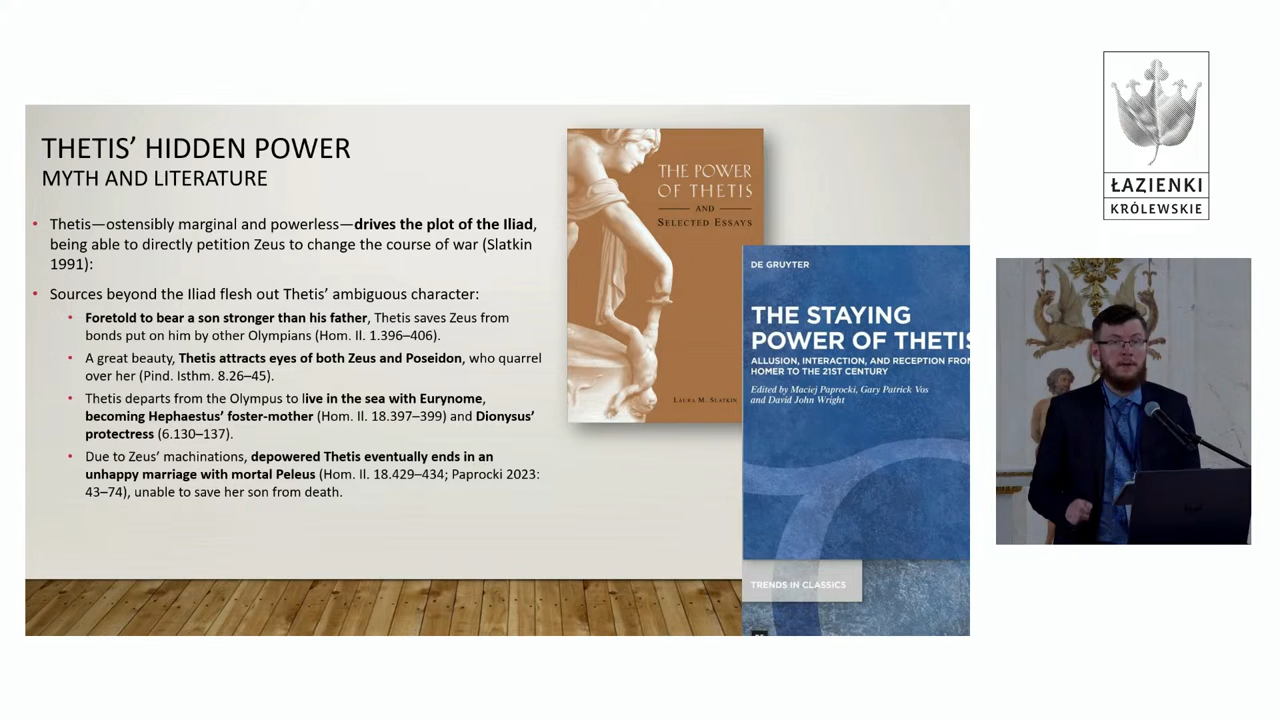 THETIS’ HIDDEN POWER
MYTH AND LITERATURE
• Thetis—ostensibly marginal and powerless—drives the plot of the Iliad,
being able to directly petition Zeus to change the course of war (Slatkin
1991):
• Sources beyond the Iliad flesh out Thetis’ ambiguous character:
• Foretold to bear a son stronger than his father, Thetis saves Zeus from
bonds put on him by other Olympians (Hom. Il. 1.396–406).
• A great beauty, Thetis attracts eyes of both Zeus and Poseidon, who quarrel
over her (Pind. Isthm. 8.26–45).
• Thetis departs from the Olympus to live in the sea with Eurynome,
becoming Hephaestus’ foster-mother (Hom. Il. 18.397–399) and Dionysus’
protectress (6.130–137).
• Due to Zeus’ machinations, depowered Thetis eventually ends in an
unhappy marriage with mortal Peleus (Hom. Il. 18.429–434; Paprocki 2023:
43–74), unable to save her son from death.
THE POWER
OF THETIS
AND
SELECTED ESSAYS
LAURA M. SLATKIN
DE GRUYTER
THE STAYING
POWER OF THETIS
ALLUSION, INTERACTION, AND RECEPTION FROM
HOMER TO THE 21ST CENTURY
Edited by Maciej Paprocki, Gary Patrick Vos
and David John Wright
TRENDS IN CLASSICS
ŁAZIENKI
KRÓLEWSKIE